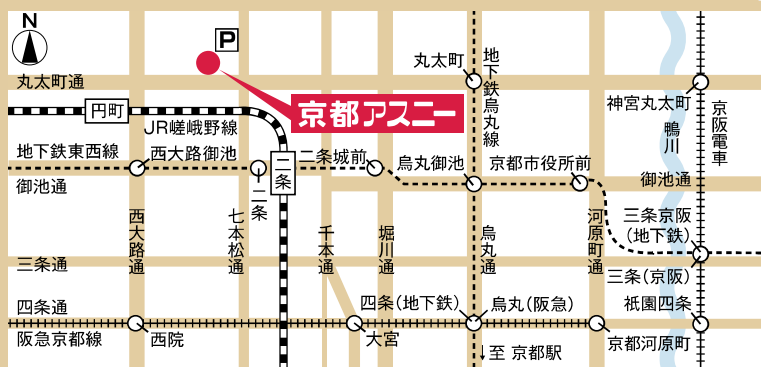 N
P
丸太町通
京都アスニー
丸太町
地下鉄烏丸線
神宮丸太町
鴨川
京阪電車
円町
JR嵯峨野線
地下鉄東西線
西大路御池
二条
二条
二条城前
烏丸御池
京都市役所前
御池通
御池通
西大路通
七本松通
千本通
堀川通
烏丸通
河原町通
三条京阪
(地下鉄)
三条通
三条(京阪)
四条通
四条(地下鉄)
烏丸(阪急)
祇園四条
阪急京都線
西院
大宮
↓至 京都駅
京都河原町